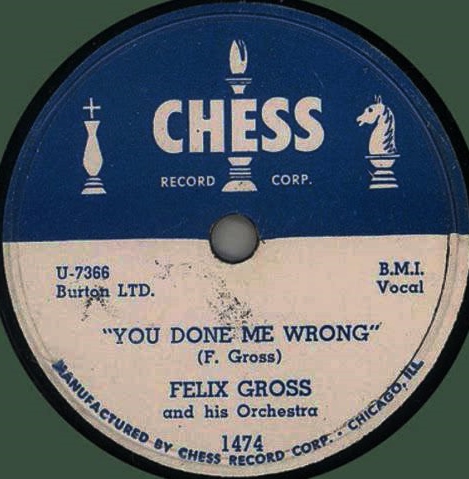 CHESS
RECORD CORP.
U-7366
Burton LTD.
B.M.I.
Vocal
"YOU DONE ME WRONG"
(F. Gross)
FELIX GROSS
and his Orchestra
1474
MANUFACTURED BY CHESS RECORD CORP. · CHICAGO, ILL